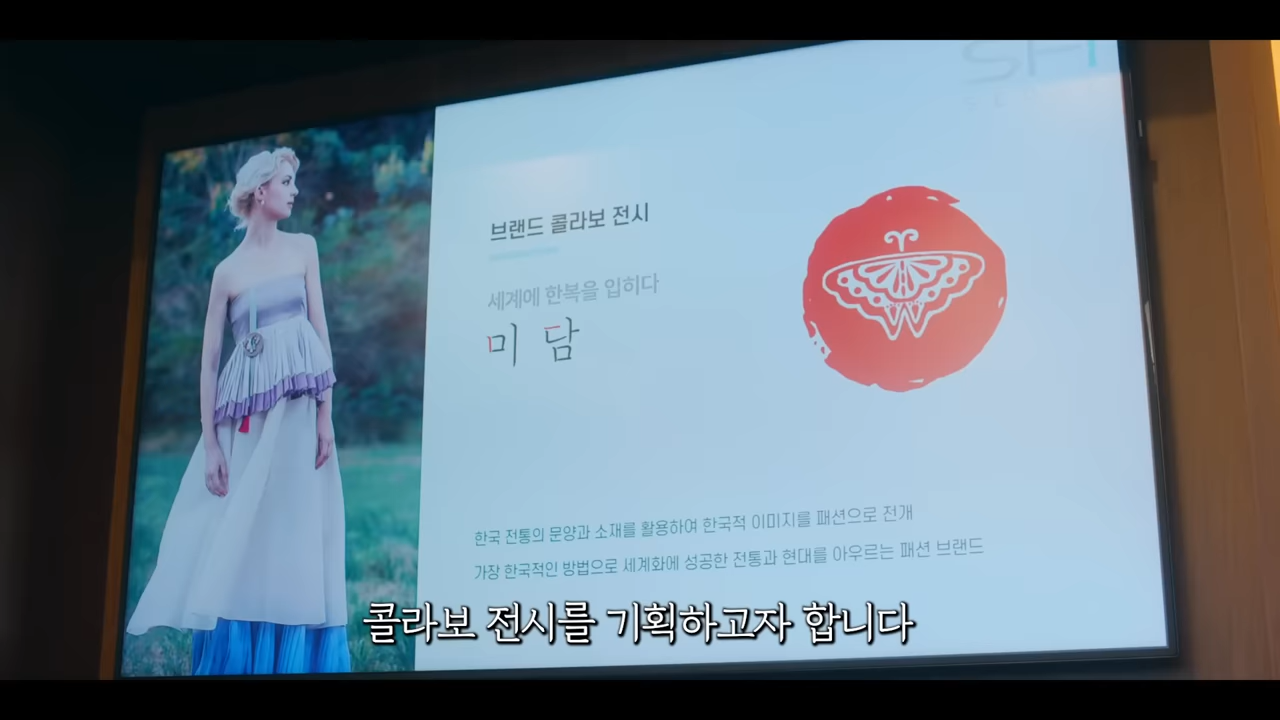 SH
브랜드 콜라보 전시
세계에 한복을 입히다
미 담
한국 전통의 문양과 소재를 활용하여 한국적 이미지를 패션으로 전개
가장 한국적인 방법으로 세계화에 성공한 전통과 현대를 아우르는 패션 브랜드
콜라보 전시를 기획하고자 합니다